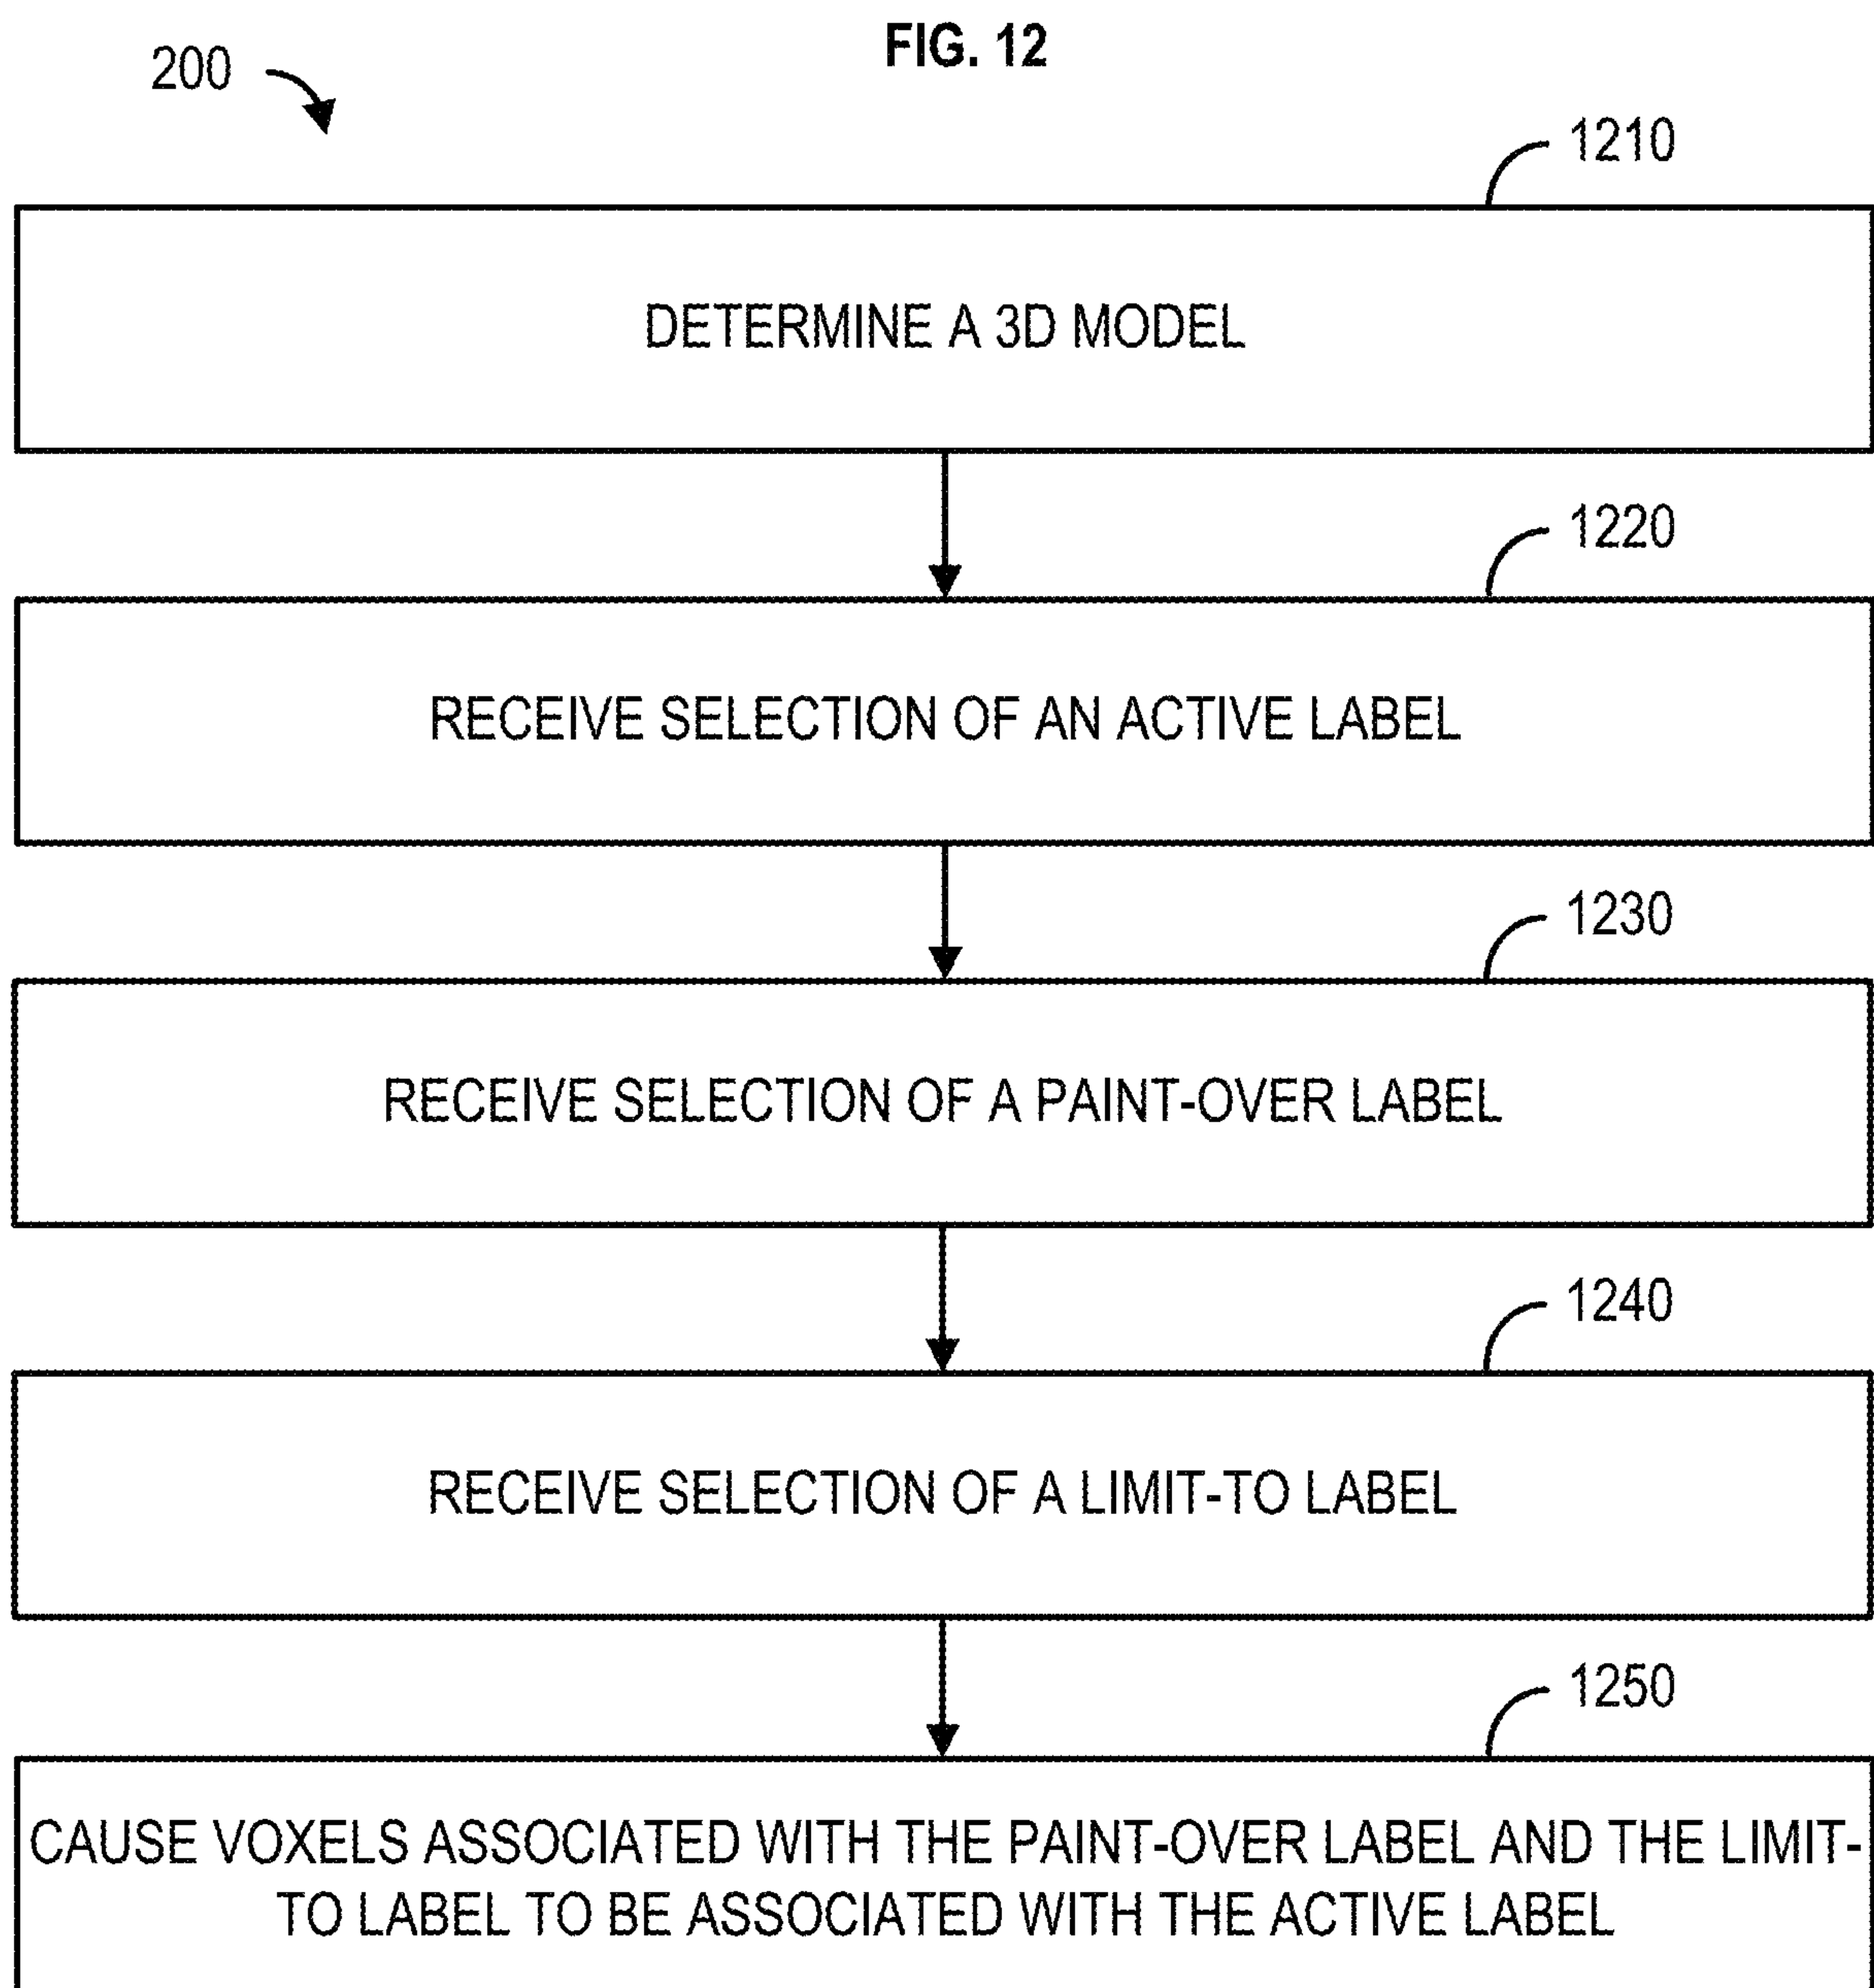 FIG. 12
200
1210
DETERMINE A 3D MODEL
1220
RECEIVE SELECTION OF AN ACTIVE LABEL
1230
RECEIVE SELECTION OF A PAINT-OVER LABEL
1240
RECEIVE SELECTION OF A LIMIT-TO LABEL
1250
CAUSE VOXELS ASSOCIATED WITH THE PAINT-OVER LABEL AND THE LIMIT-
TO LABEL TO BE ASSOCIATED WITH THE ACTIVE LABEL